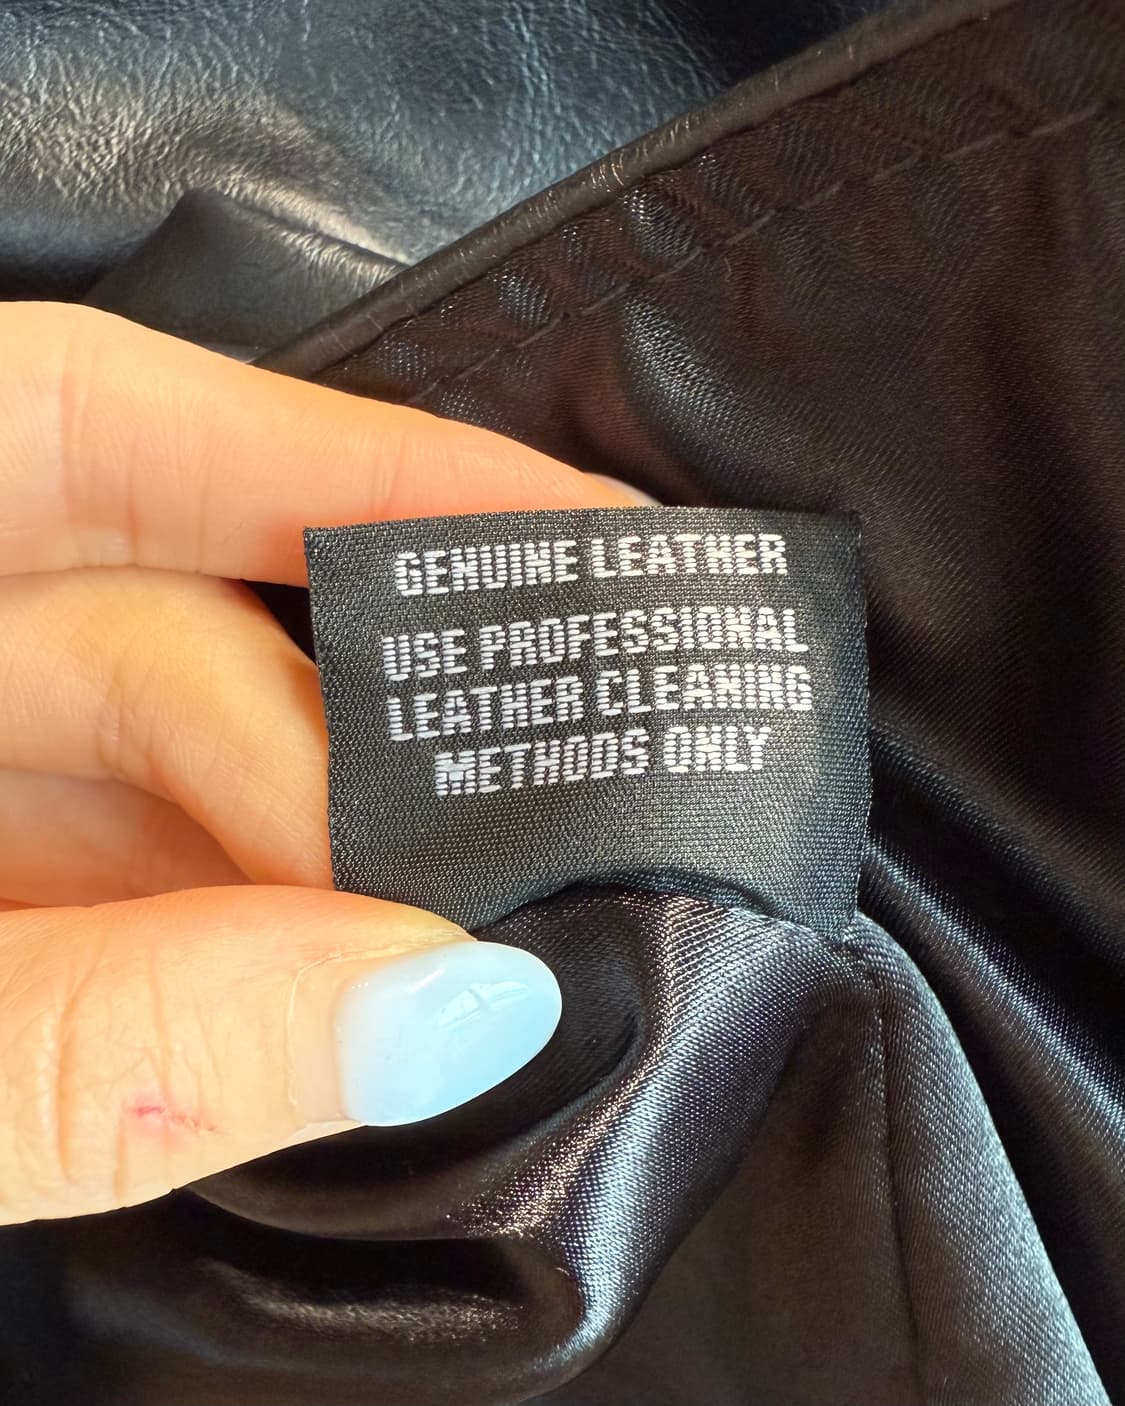 GENUINE LEATHER
USE PROFESSIONAL
LEATHER CLEANING
METHODS ONLY